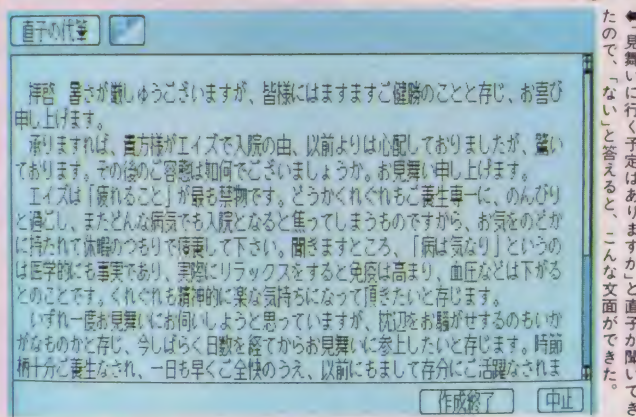 直子の代筆
拝啓 暑さが厳しゅうございますが、皆様にはますますご健勝のことと存じ、お喜び
申し上げます。
承りますれば、貴方様がエイズで入院の由、以前よりは心配しておりましたが、驚い
ております。その後のご容態は如何でございましょうか。お見舞い申し上げます。
エイズは「疲れること」が最も禁物です。どうかくれぐれもご養生専一に、のんびり
と過ごし、またどんな病気でも入院となると焦ってしまうものですから、お気をのどか
に持たれて休暇のつもりで療養して下さい。聞きますところ、「病は気なり」というの
は医学的にも事実であり、実際にリラックスをすると免疫は高まり、血圧などは下がる
とのことです。くれぐれも精神的に楽な気持ちになって頂きたいと存じます。
いずれ一度お見舞いにお伺いしようと思っていますが、枕辺をお騒がせするのもいか
がなものかと存じ、今しばらく日数を経てからお見舞いに参上したいと存じます。時節
柄十分ご養生なされ、一日も早くご全快のうえ、以前にもまして存分にご活躍なされま
作成終了 中止
⬅「見舞いに行く予定はありますか」と直子が聞いてき
たので、「ない」と答えると、こんな文面ができた。